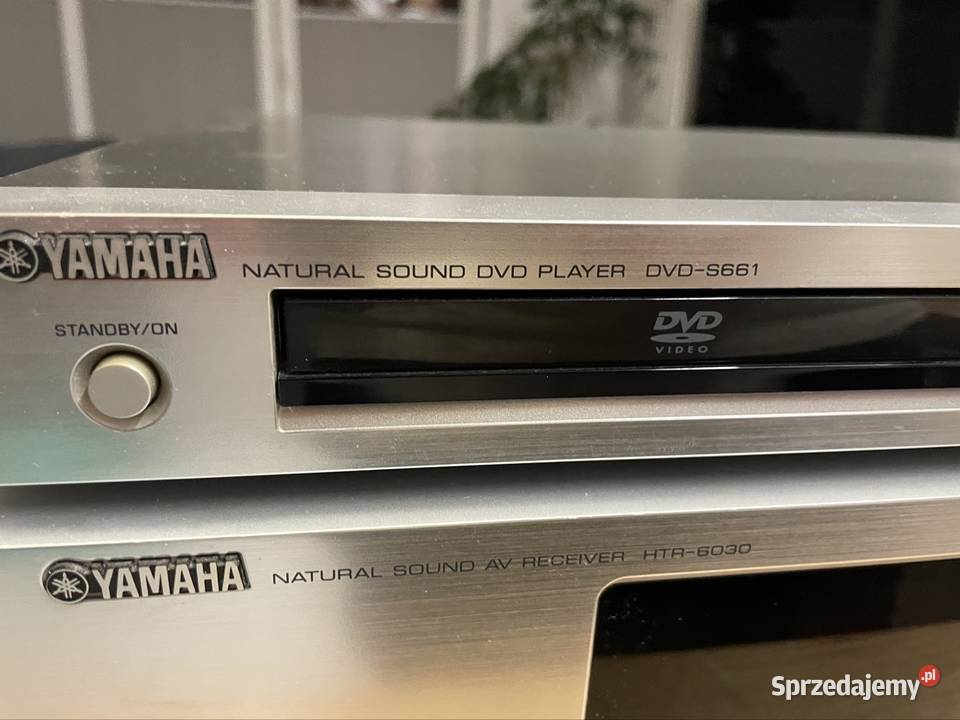 YAMAHA NATURAL SOUND DVD PLAYER DVD-S661
STANDBY/ON
DVD
VIDEO
YAMAHA NATURAL SOUND AV RECEIVER HTR-6030
Sprzedajemy.pl